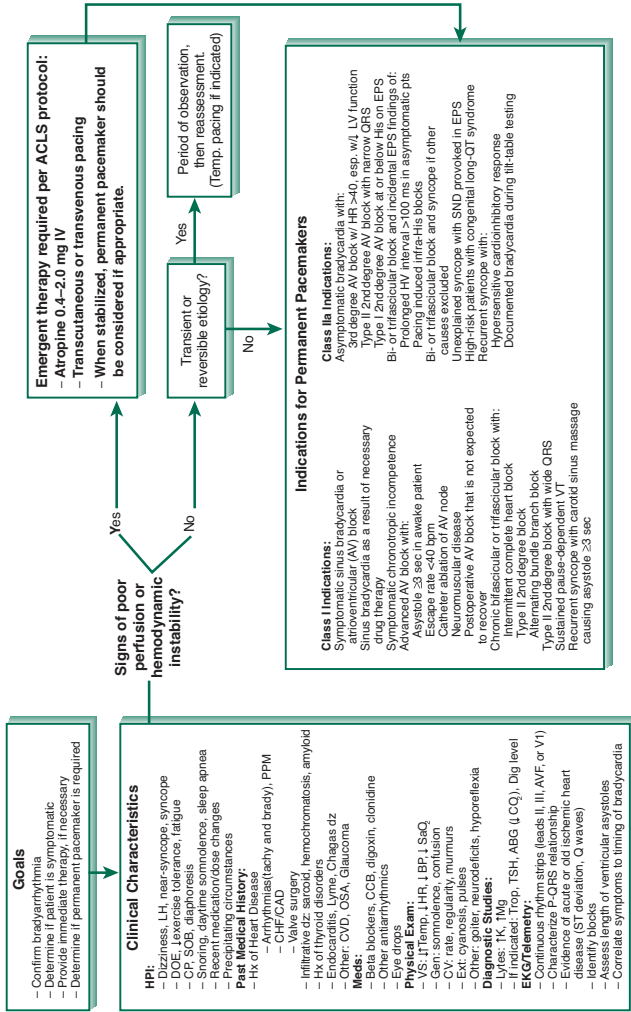 Goals
– Confirm bradyarrhythmia
– Determine if patient is symptomatic
– Provide immediate therapy, if necessary
– Determine if permanent pacemaker is required
Clinical Characteristics
HPI:
– Dizziness, LH, near-syncope, syncope
– DOE, ↓exercise tolerance, fatigue
– CP, SOB, diaphoresis
– Snoring, daytime somnolence, sleep apnea
– Recent medication/dose changes
– Precipitating circumstances
Past Medical History:
– Hx of Heart Disease
– Arrhythmias/(tachy and brady), PPM
– CHF/CAD
– Valve surgery
– Infiltrative dz: sarcoid, hemochromatosis, amyloid
– Hx of thyroid disorders
– Endocarditis, Lyme, Chagas dz
– Other: CVD, OSA, Glaucoma
Meds:
– Beta blockers, CCB, digoxin, clonidine
– Other antiarrhythmics
– Eye drops
Physical Exam:
– VS: ↓↑Temp, ↓HR, ↓BP, ↓SaO2
– Gen: somnolence, confusion
– CV: rate, regularity, murmurs
– Ext: cyanosis, pulses
– Other: goiter, neurodeficits, hyporeflexia
Diagnostic Studies:
– Lytes: ↑K, ↑Mg
– If indicated: Trop, TSH, ABG (↓CO2), Dig level
EKG/Telemetry:
– Continuous rhythm strips (leads II, III, AVF, or V1)
– Characterize P-QRS relationship
– Evidence of acute or old ischemic heart
disease (ST deviation, Q waves)
– Identify blocks
– Assess length of ventricular asystoles
– Correlate symptoms to timing of bradycardia
Signs of poor
perfusion or
hemodynamic
instability?
Yes
No
Emergent therapy required per ACLS protocol:
– Atropine 0.4–2.0 mg IV
– Transcutaneous or transvenous pacing
– When stabilized, permanent pacemaker should
be considered if appropriate.
Transient or
reversible etiology?
Yes
No
Period of observation,
then reassessment.
(Temp. pacing if indicated)
Indications for Permanent Pacemakers
Class I Indications:
Symptomatic sinus bradycardia or
atrioventricular (AV) block
Sinus bradycardia as a result of necessary
drug therapy
Symptomatic chronotropic incompetence
Advanced AV block with:
Asystole ≥3 sec in awake patient
Escape rate <40 bpm
Catheter ablation of AV node
Neuromuscular disease
Postoperative AV block that is not expected
to recover
Chronic bifascicular or trifascicular block with:
Intermittent complete heart block
Type II 2nd degree block
Alternating bundle branch block
Type II 2nd degree block with wide QRS
Sustained pause-dependent VT
Recurrent syncope with carotid sinus massage
causing asystole ≥3 sec
Class IIa Indications:
Asymptomatic bradycardia with:
3rd degree AV block w/ HR >40, esp. w/↓ LV function
Type II 2nd degree AV block with narrow QRS
Type I 2nd degree AV block at or below His on EPS
Bi- or trifascicular block and incidental EPS findings of:
Prolonged HV interval >100 ms in asymptomatic pts
Pacing induced infra-His blocks
Bi- or trifascicular block and syncope if other
causes excluded
Unexplained syncope with SND provoked in EPS
High-risk patients with congenital long-QT syndrome
Recurrent syncope with:
Hypersensitive cardioinhibitory response
Documented bradycardia during tilt-table testing